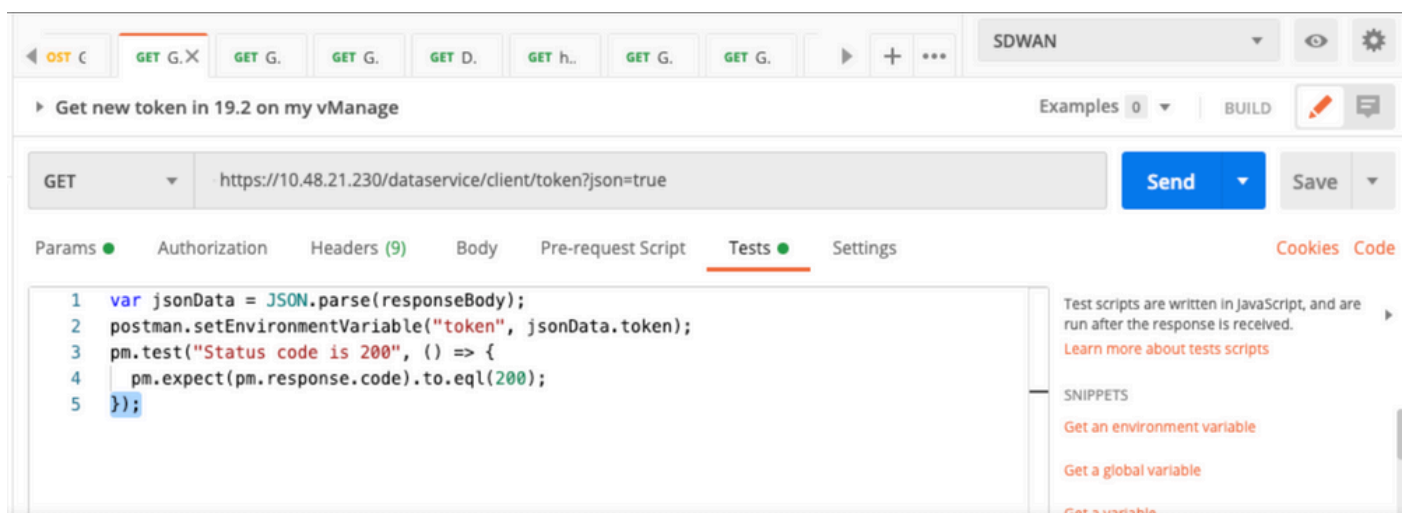 OST C GET G. GET G. GET G. GET D. GET h.. GET G. GET G. SDWAN
Get new token in 19.2 on my vManage Examples 0 BUILD
GET https://10.48.21.230/dataservice/client/token?json=true Send Save
Params Authorization Headers (9) Body Pre-request Script Tests Settings Cookies Code
1 var jsonData = JSON.parse(responseBody);
2 postman.setEnvironmentVariable("token", jsonData.token);
3 pm.test("Status code is 200", () => {
4 pm.expect(pm.response.code).to.eql(200);
5 });
Test scripts are written in JavaScript, and are
run after the response is received.
Learn more about tests scripts
SNIPPETS
Get an environment variable
Get a global variable
Get a variable